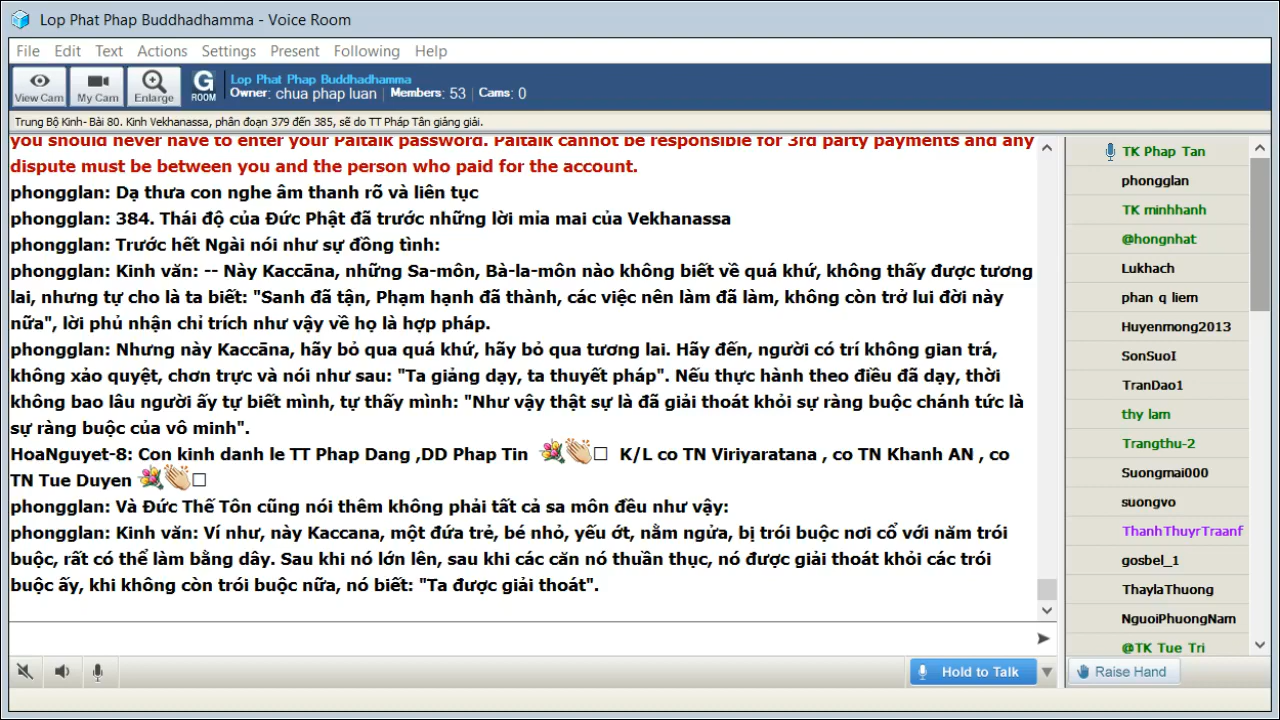 Lop Phat Phap Buddhadhamma - Voice Room
File Edit Text Actions Settings Present Following Help
View Cam My Cam Enlarge G ROOM
Lop Phat Phap Buddhadhamma
Owner: chua phap luan Members: 53 Cams: 0
Trung Bộ Kinh- Bài 80. Kinh Vekhanassa, phân đoạn 379 đến 385, sẽ do TT Pháp Tân giảng giải.
you should never have to enter your Paltalk password. Paltalk cannot be responsible for 3rd party payments and any
dispute must be between you and the person who paid for the account.
phongglan: Dạ thưa con nghe âm thanh rõ và liên tục
phongglan: 384. Thái độ của Đức Phật đã trước những lời mỉa mai của Vekhanassa
phongglan: Trước hết Ngài nói như sự đồng tình:
phongglan: Kinh văn: -- Này Kaccāna, những Sa-môn, Bà-la-môn nào không biết về quá khứ, không thấy được tương
lai, nhưng tự cho là ta biết: "Sanh đã tận, Phạm hạnh đã thành, các việc nên làm đã làm, không còn trở lui đời này
nữa", lời phủ nhận chỉ trích như vậy về họ là hợp pháp.
phongglan: Nhưng này Kaccāna, hãy bỏ qua quá khứ, hãy bỏ qua tương lai. Hãy đến, người có trí không gian trá,
không xảo quyệt, chơn trực và nói như sau: "Ta giảng dạy, ta thuyết pháp". Nếu thực hành theo điều đã dạy, thời
không bao lâu người ấy tự biết mình, tự thấy mình: "Như vậy thật sự là đã giải thoát khỏi sự ràng buộc chánh tức là
sự ràng buộc của vô minh".
HoaNguyet-8: Con kinh danh le TT Phap Dang ,DD Phap Tin K/L co TN Viriyaratana , co TN Khanh AN , co
TN Tue Duyen
phongglan: Và Đức Thế Tôn cũng nói thêm không phải tất cả sa môn đều như vậy:
phongglan: Kinh văn: Ví như, này Kaccana, một đứa trẻ, bé nhỏ, yếu ớt, nằm ngửa, bị trói buộc nơi cổ với năm trói
buộc, rất có thể làm bằng dây. Sau khi nó lớn lên, sau khi các căn nó thuần thục, nó được giải thoát khỏi các trói
buộc ấy, khi không còn trói buộc nữa, nó biết: "Ta được giải thoát".
TK Phap Tan
phongglan
TK minhhanh
@hongnhat
Lukhach
phan q liem
Huyenmong2013
SonSuoI
TranDao1
thy lam
Trangthu-2
Suongmai000
suongvo
ThanhThuyrTraanf
gosbel_1
ThaylaThuong
NguoiPhuongNam
@TK Tue Tri
Hold to Talk
Raise Hand